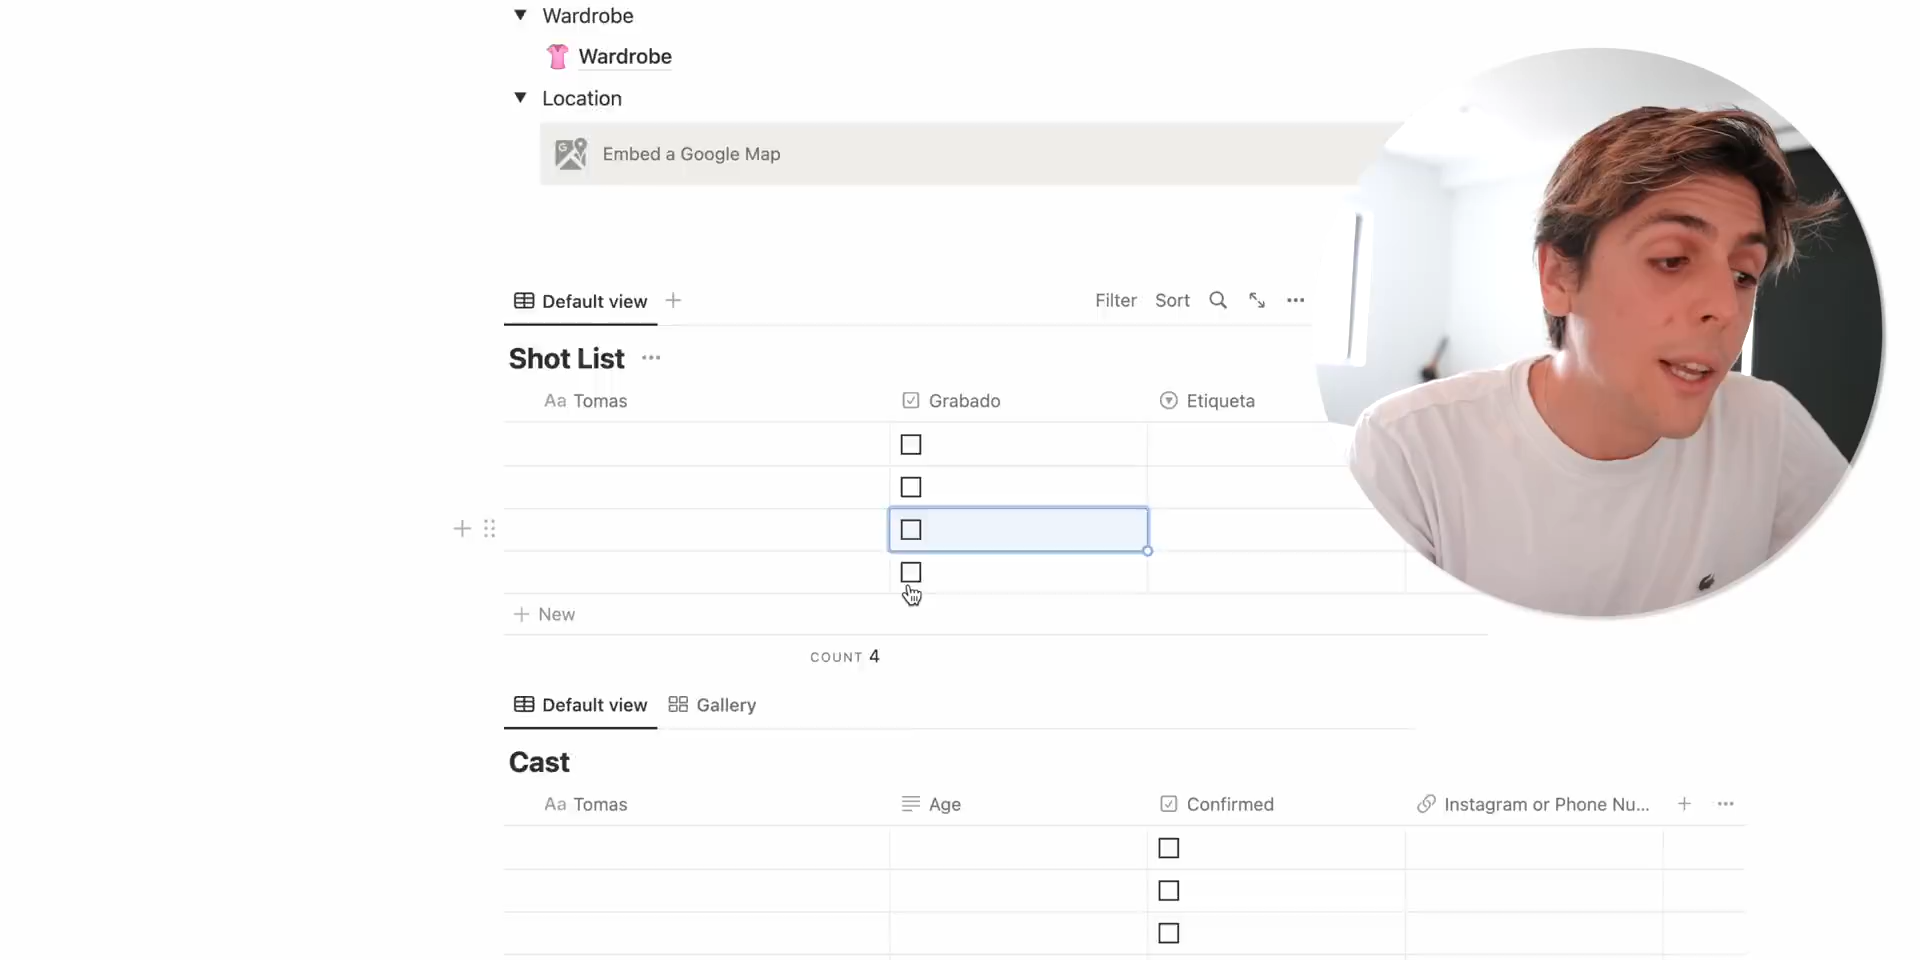 Wardrobe
Wardrobe
Location
Embed a Google Map
Default view
Filter Sort
Shot List
Aa Tomas Grabado Etiqueta
New
COUNT 4
Default view Gallery
Cast
Aa Tomas Age Confirmed Instagram or Phone Nu...